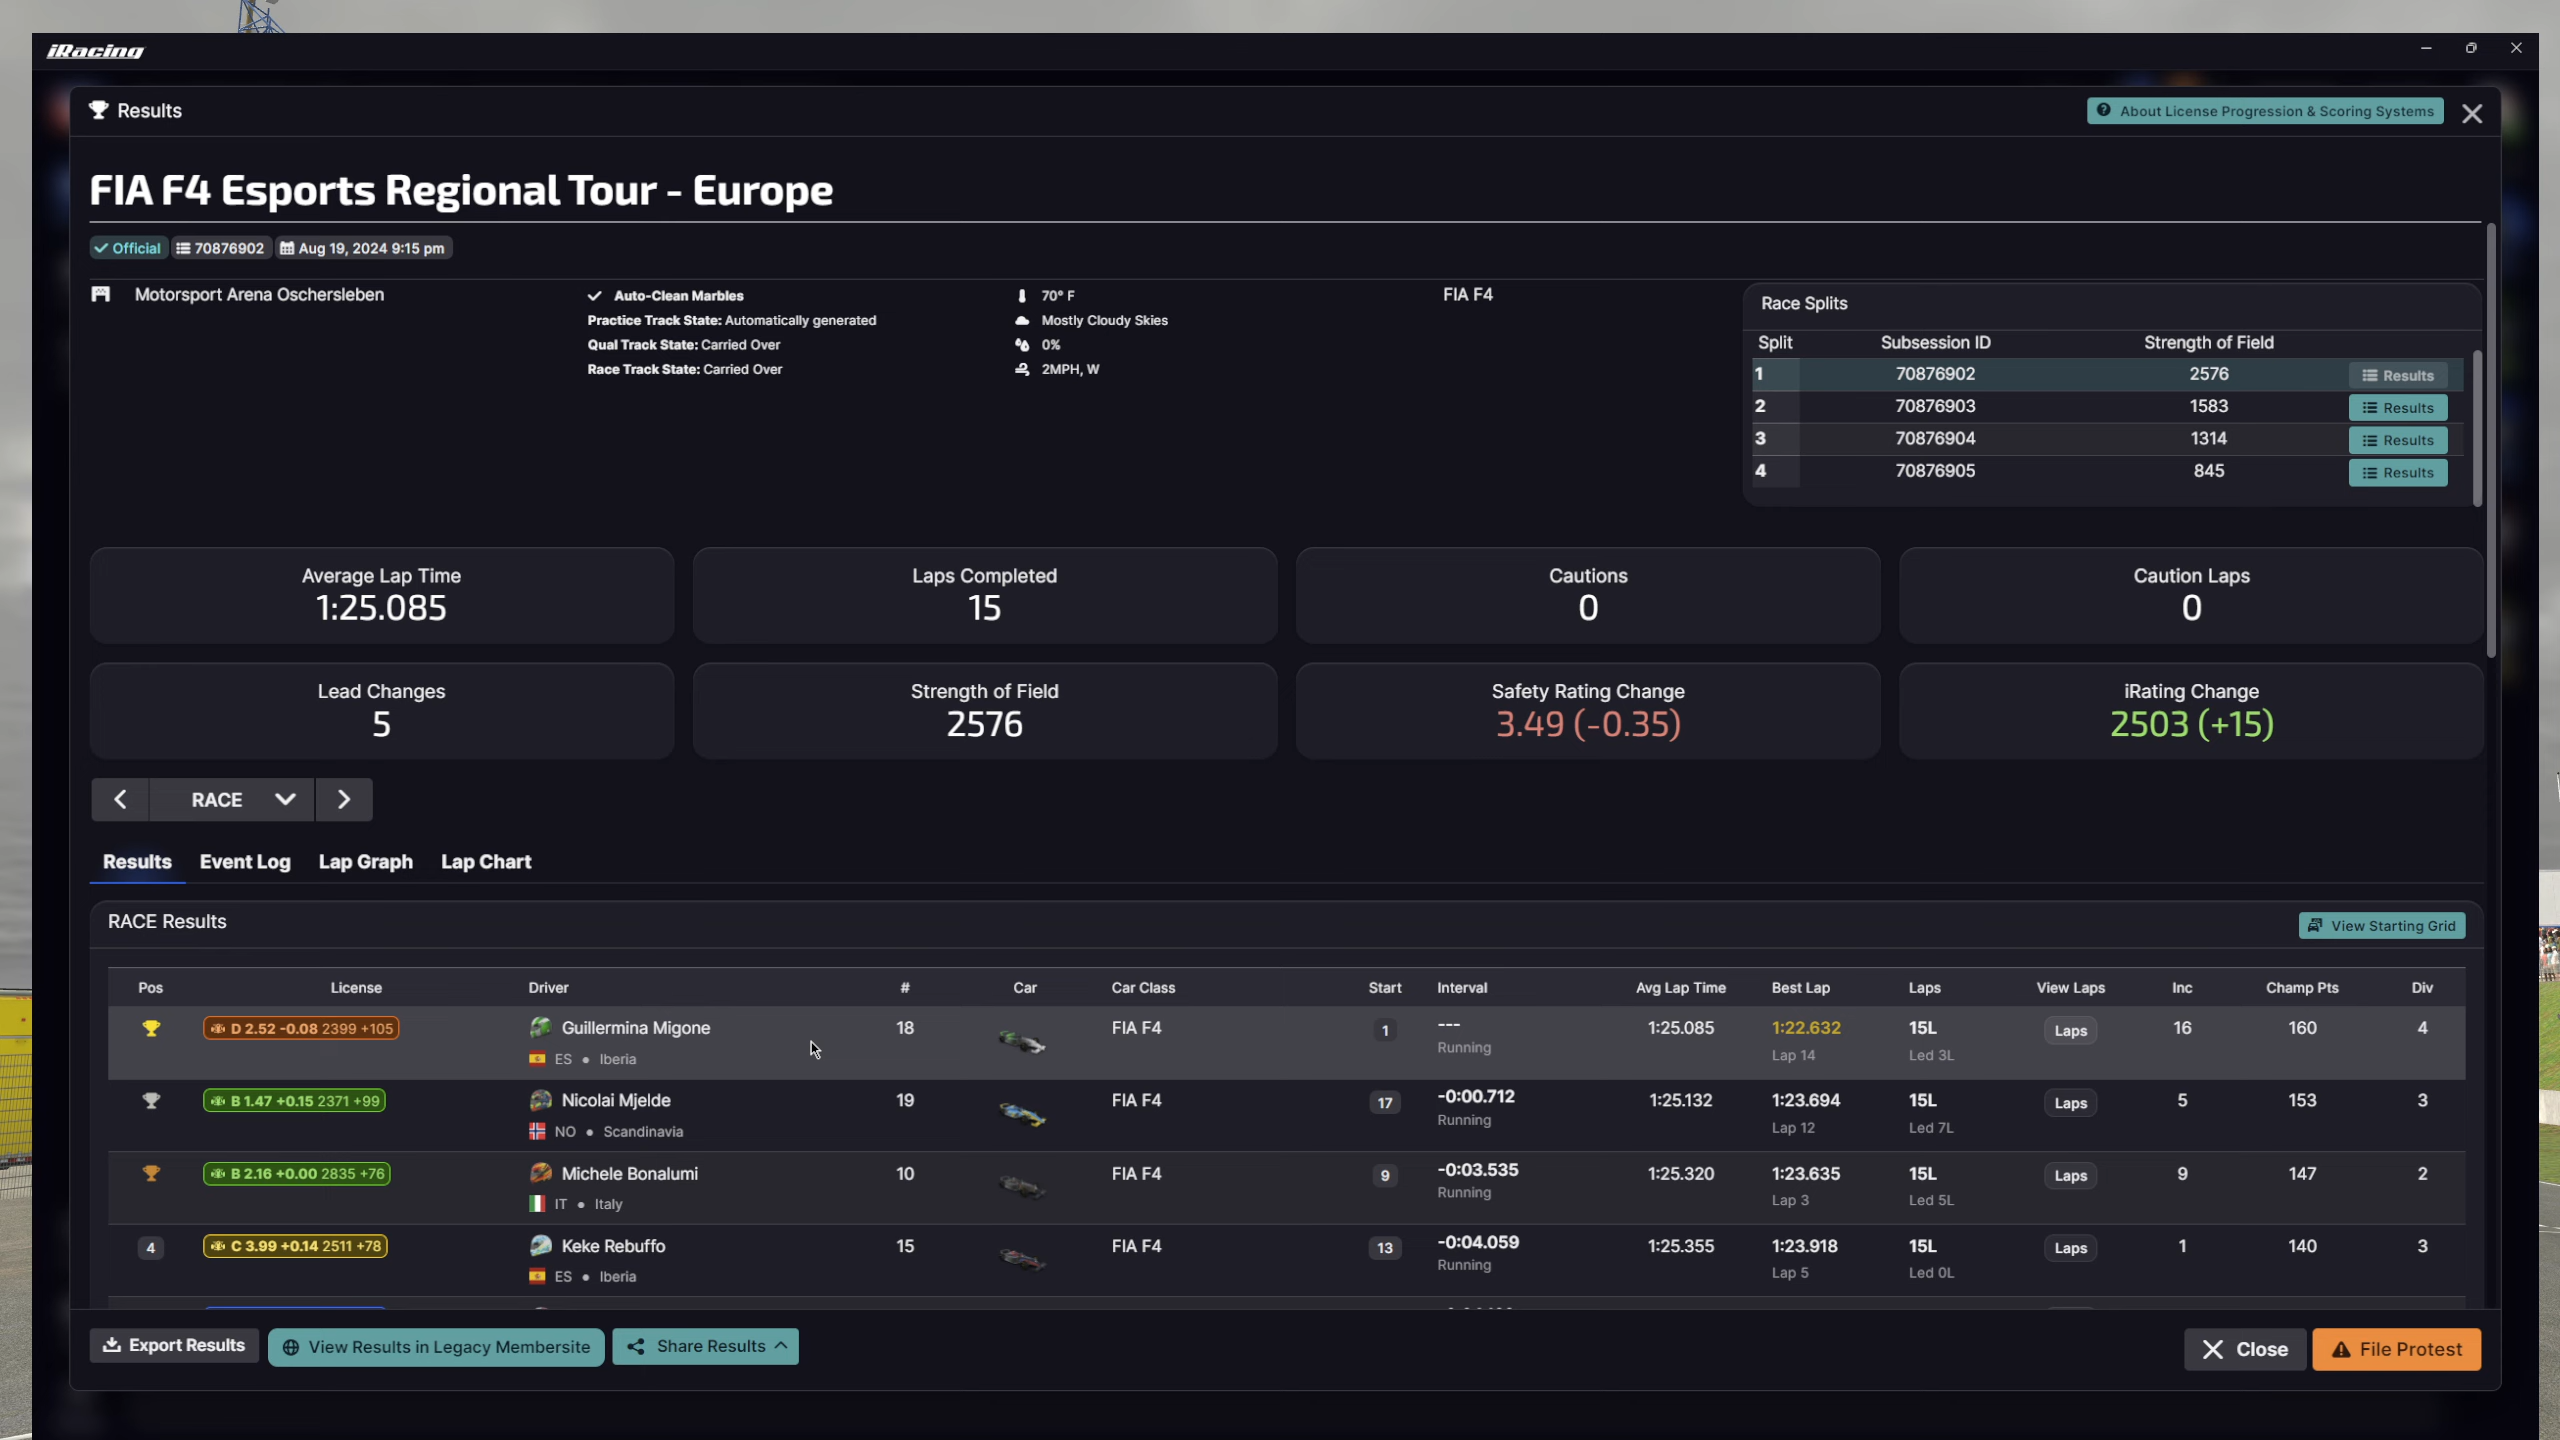 iRacing
Results
About License Progression & Scoring Systems
FIA F4 Esports Regional Tour - Europe
Official 70876902 Aug 19, 2024 9:15 pm
Motorsport Arena Oschersleben
Auto-Clean Marbles
Practice Track State: Automatically generated
Qual Track State: Carried Over
Race Track State: Carried Over
70° F
Mostly Cloudy Skies
0%
2MPH, W
FIA F4
Race Splits
Split Subsession ID Strength of Field
1 70876902 2576 Results
2 70876903 1583 Results
3 70876904 1314 Results
4 70876905 845 Results
Average Lap Time
1:25.085
Laps Completed
15
Cautions
0
Caution Laps
0
Lead Changes
5
Strength of Field
2576
Safety Rating Change
3.49 (-0.35)
iRating Change
2503 (+15)
RACE
Results Event Log Lap Graph Lap Chart
RACE Results
View Starting Grid
Pos License Driver # Car Car Class Start Interval Avg Lap Time Best Lap Laps View Laps Inc Champ Pts Div
D 2.52 -0.08 2399 +105 Guillermina Migone 18 FIA F4 1 --- 1:25.085 1:22.632 15L Laps 16 160 4
ES • Iberia Running Lap 14 Led 3L
B 1.47 +0.15 2371 +99 Nicolai Mjelde 19 FIA F4 17 -0:00.712 1:25.132 1:23.694 15L Laps 5 153 3
NO • Scandinavia Running Lap 12 Led 7L
B 2.16 +0.00 2835 +76 Michele Bonalumi 10 FIA F4 9 -0:03.535 1:25.320 1:23.635 15L Laps 9 147 2
IT • Italy Running Lap 3 Led 5L
4 C 3.99 +0.14 2511 +78 Keke Rebuffo 15 FIA F4 13 -0:04.059 1:25.355 1:23.918 15L Laps 1 140 3
ES • Iberia Running Lap 5 Led 0L
Export Results View Results in Legacy Membersite Share Results Close File Protest